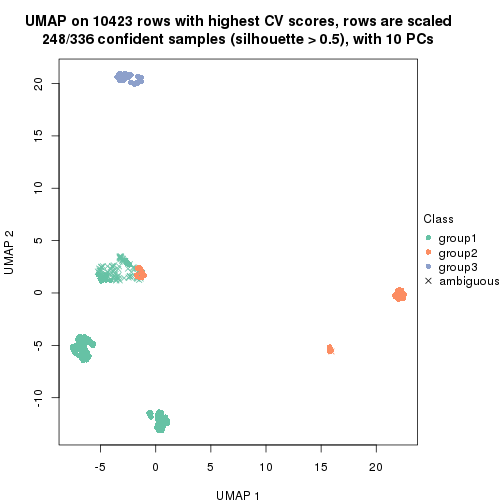 UMAP on 10423 rows with highest CV scores, rows are scaled
248/336 confident samples (silhouette > 0.5), with 10 PCs
20
15
10
5
0
-5
-10
UMAP 2
-5
0
5
10
15
20
UMAP 1
Class
group1
group2
group3
ambiguous